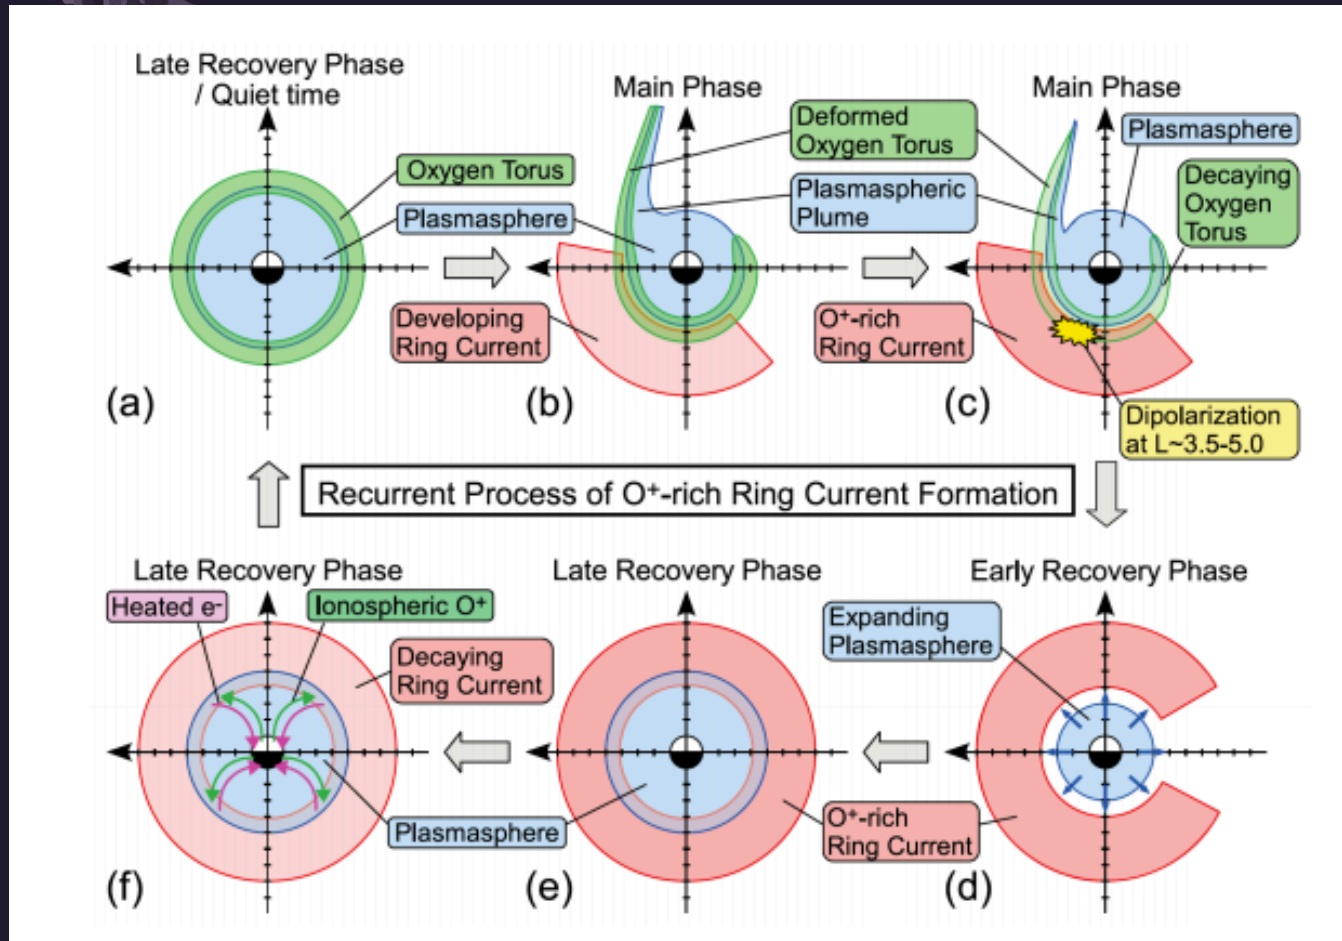 Late Recovery Phase
/ Quiet time
Main Phase
Main Phase
Oxygen Torus
Plasmasphere
Deformed
Oxygen Torus
Plasmaspheric
Plume
Plasmasphere
Decaying
Oxygen
Torus
Developing
Ring Current
O⁺-rich
Ring Current
Dipolarization
at L~3.5-5.0
(a)
(b)
(c)
Recurrent Process of O⁺-rich Ring Current Formation
Late Recovery Phase
Late Recovery Phase
Early Recovery Phase
Heated e⁻
Ionospheric O⁺
Decaying
Ring Current
Expanding
Plasmasphere
Plasmasphere
O⁺-rich
Ring Current
(f)
(e)
(d)